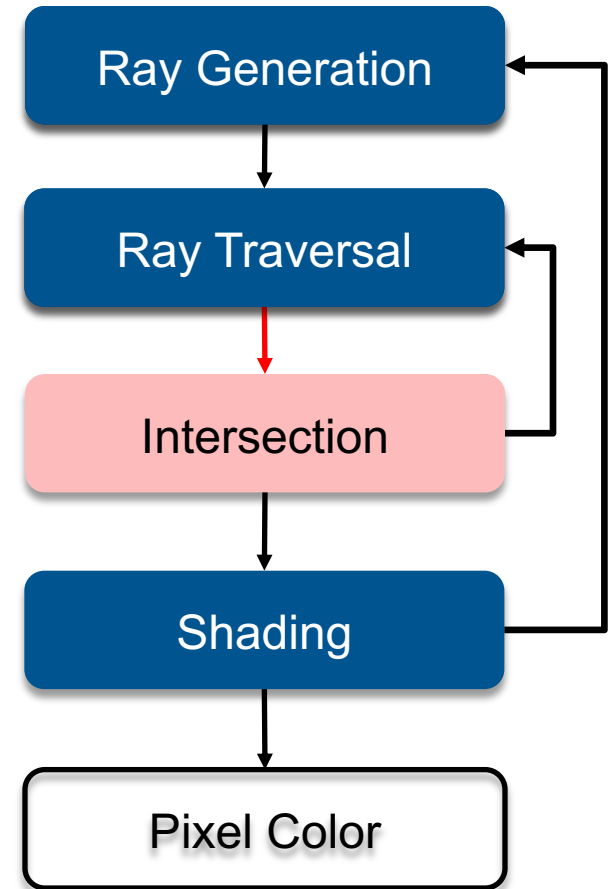 Ray Generation
Ray Traversal
Intersection
Shading
Pixel Color